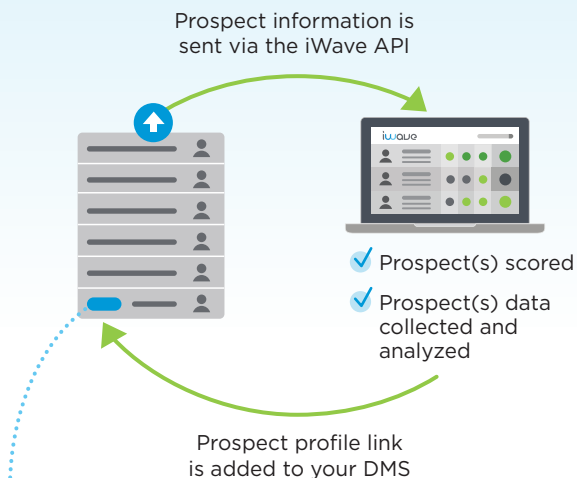 Prospect information is
sent via the iWave API
iwave
Prospect(s) scored
Prospect(s) data
collected and
analyzed
Prospect profile link
is added to your DMS